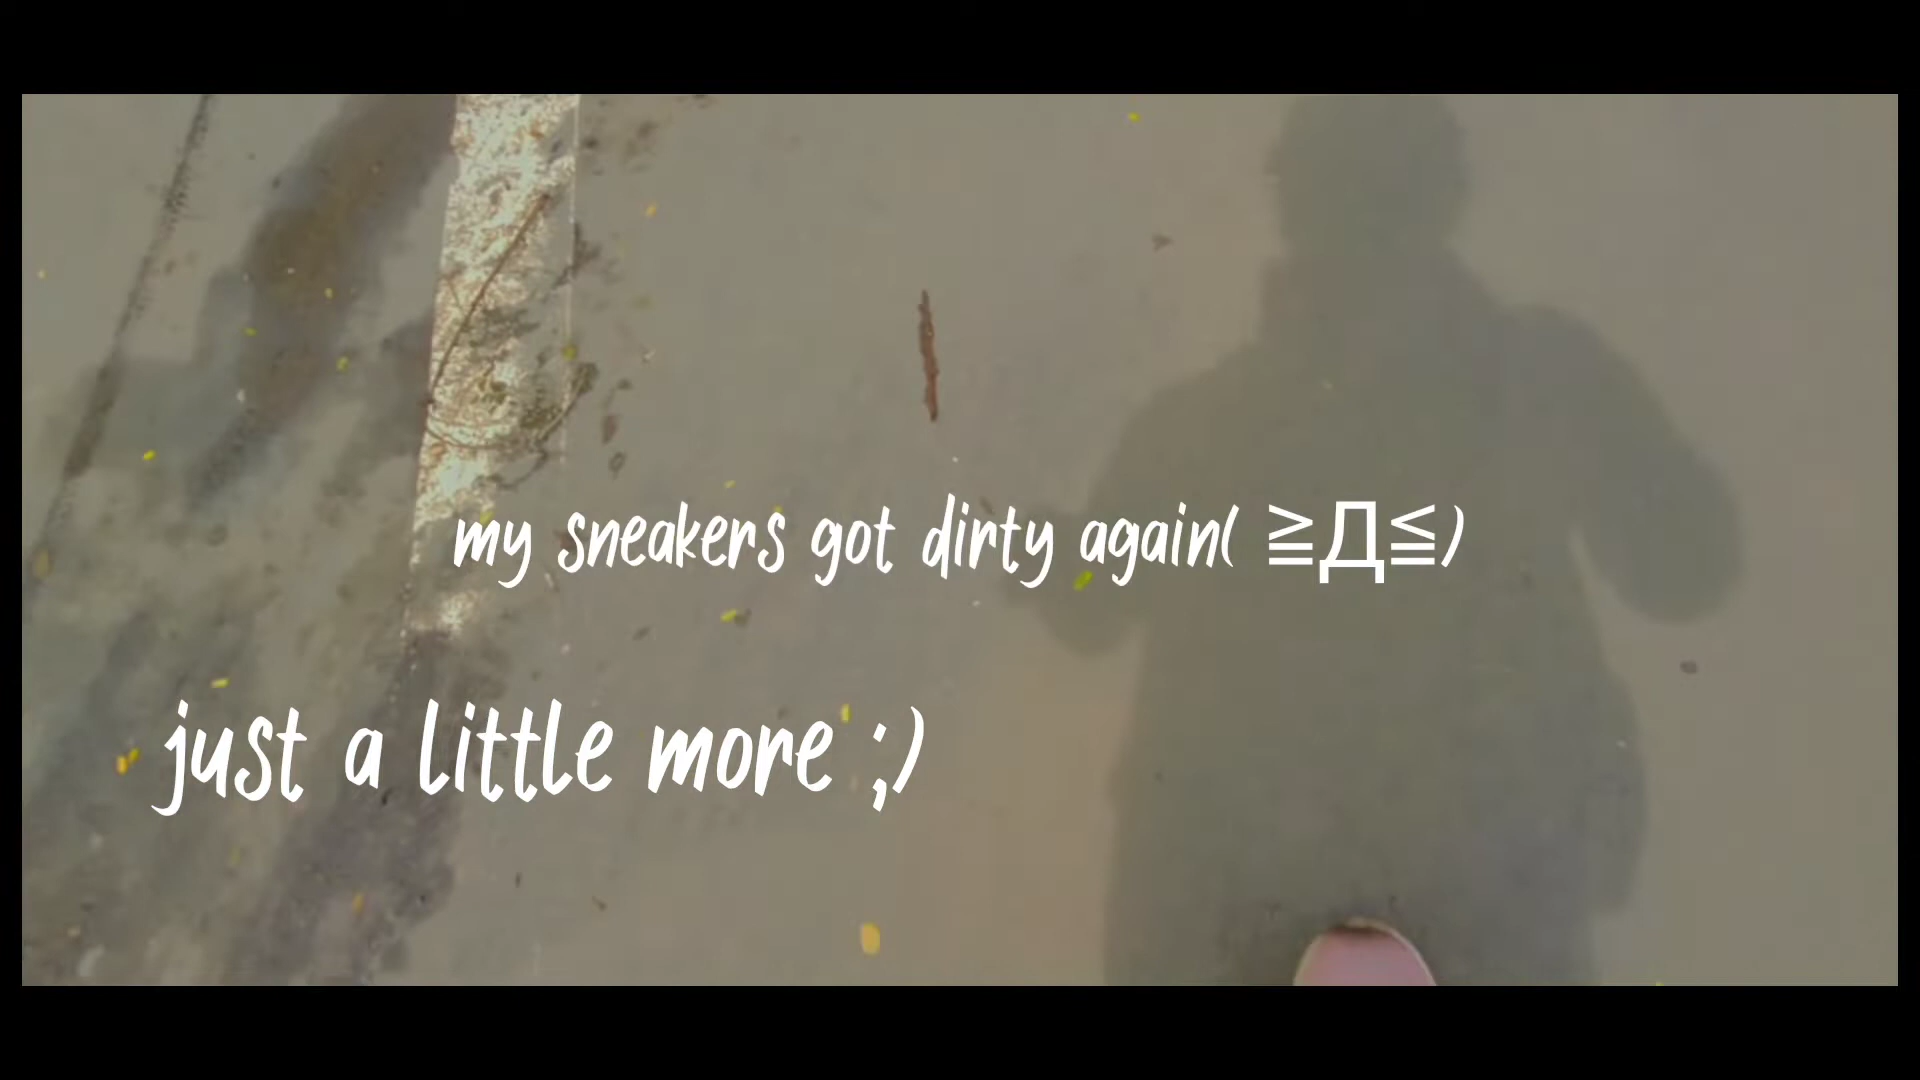 my sneakers got dirty again( ≧Д≦)
just a little more ;)